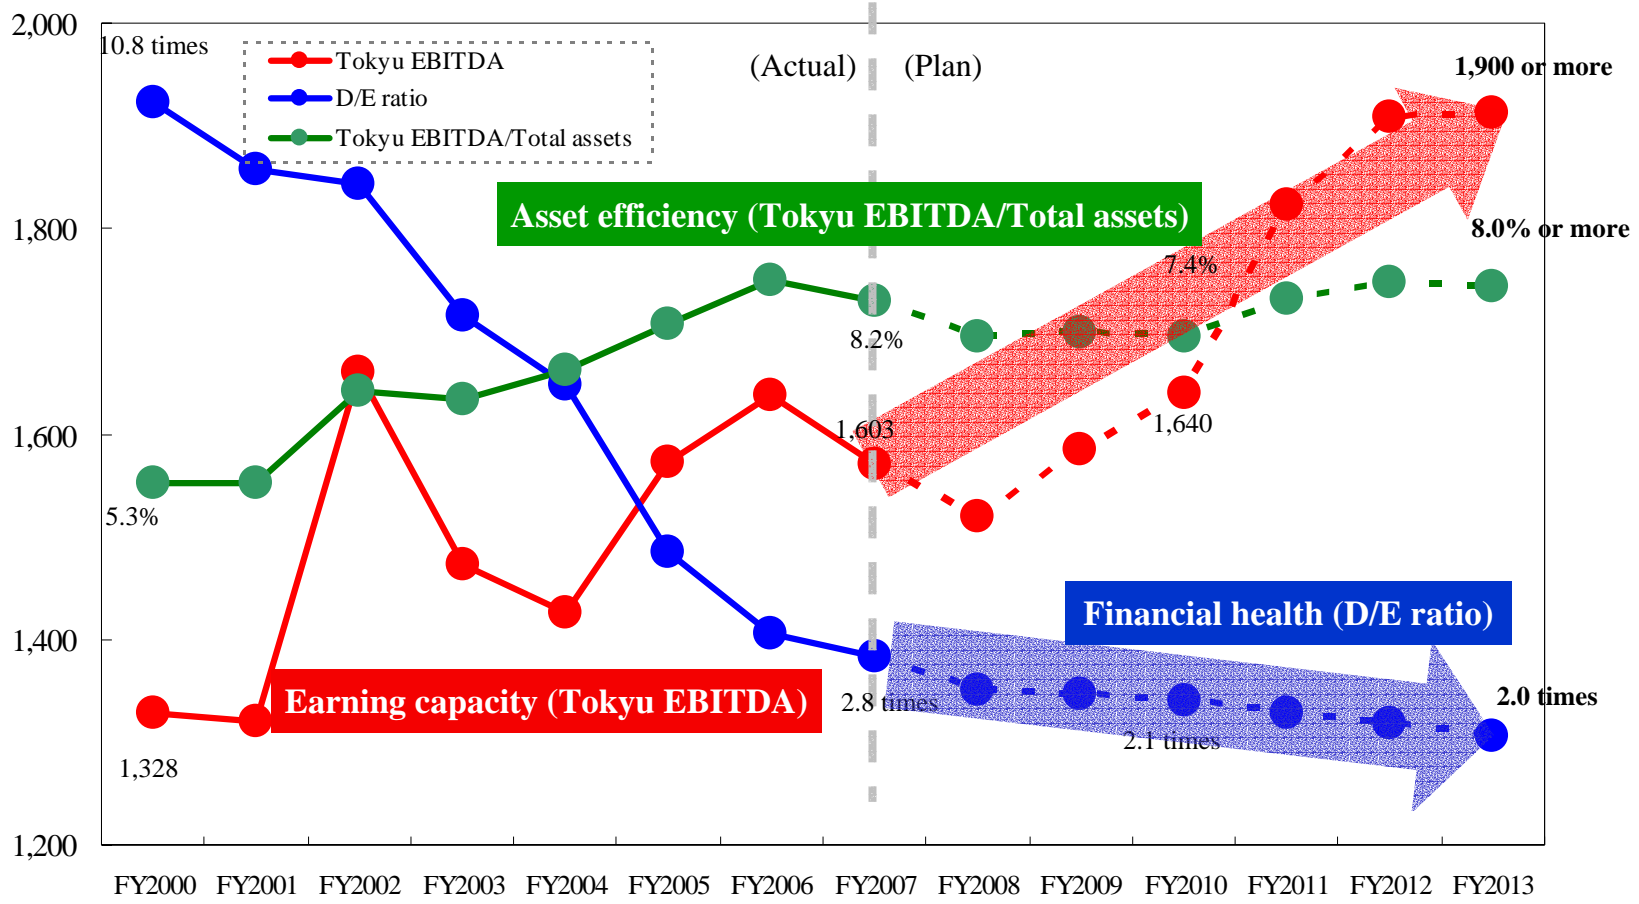 2,000
10.8 times
Tokyu EBITDA
D/E ratio
Tokyu EBITDA/Total assets
(Actual)
(Plan)
1,900 or more
Asset efficiency (Tokyu EBITDA/Total assets)
1,800
8.0% or more
7.4%
8.2%
1,600
1,603
1,640
5.3%
Financial health (D/E ratio)
1,400
Earning capacity (Tokyu EBITDA)
2.8 times
2.0 times
2.1 times
1,328
1,200
FY2000 FY2001 FY2002 FY2003 FY2004 FY2005 FY2006 FY2007 FY2008 FY2009 FY2010 FY2011 FY2012 FY2013